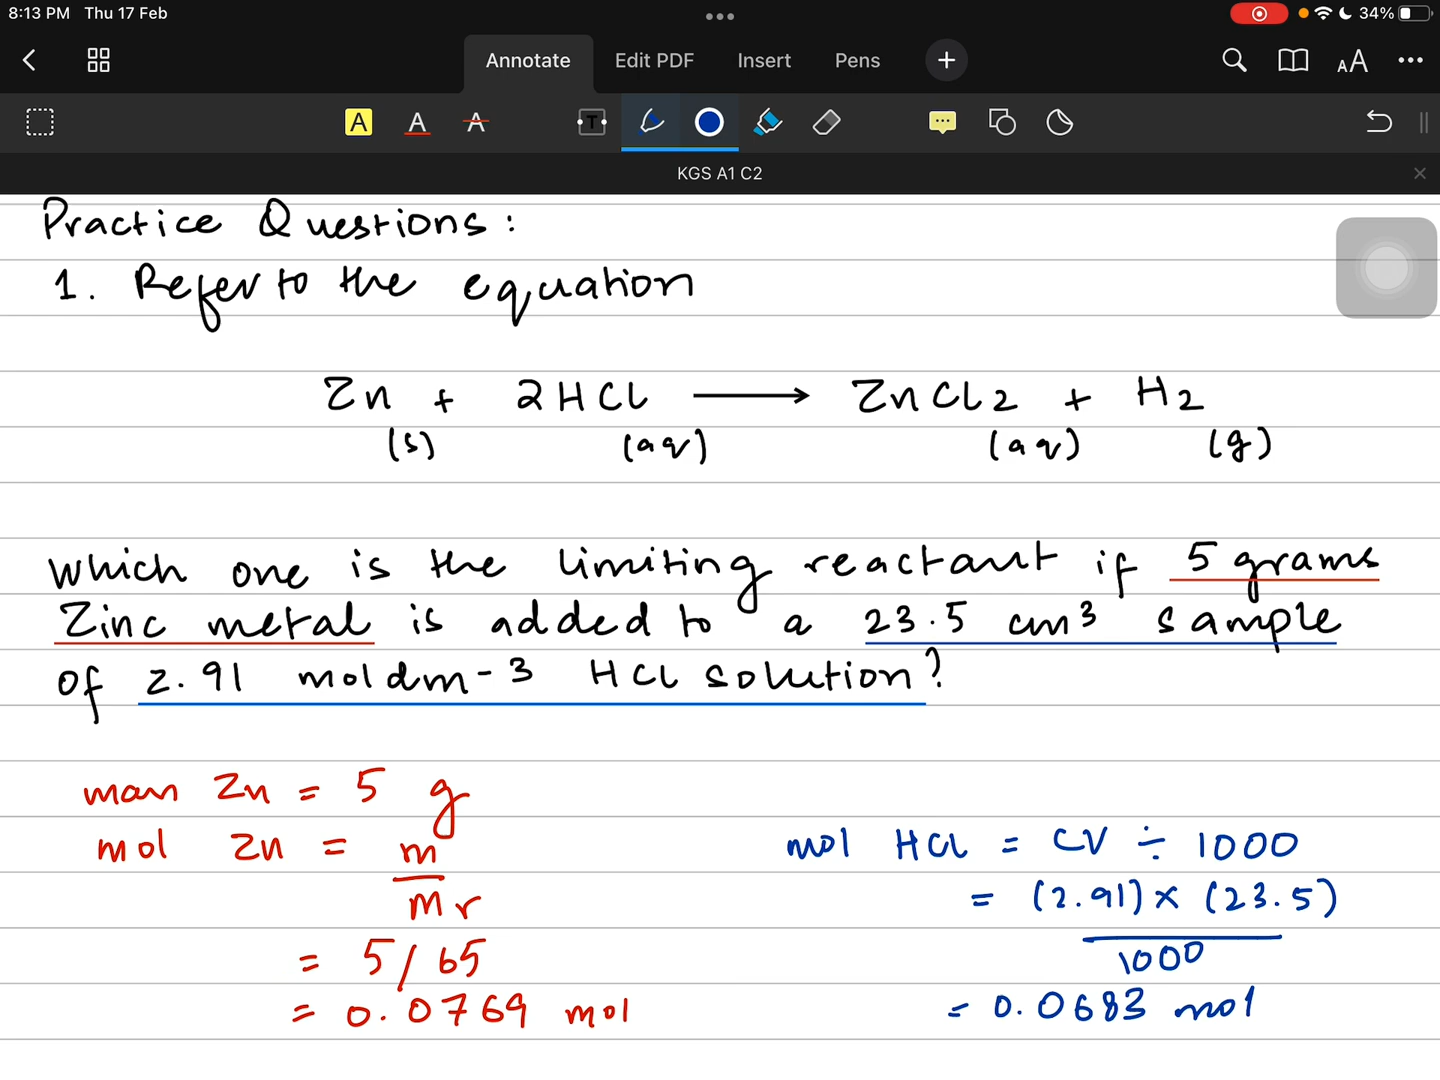 8:13 PM Thu 17 Feb 34%
Annotate Edit PDF Insert Pens
KGS A1 C2
Practice Questions:
1. Refer to the equation
Zn + 2HCl ⟶ ZnCl2 + H2
(s) (aq) (aq) (g)
which one is the limiting reactant if 5 grams
Zinc metal is added to a 23.5 cm³ sample
of 2.91 moldm-3 HCl solution?
mass Zn = 5 g
mol Zn = m
Mr
= 5/65
= 0.0769 mol
mol HCl = CV ÷ 1000
= (2.91) x (23.5)
1000
= 0.0683 mol